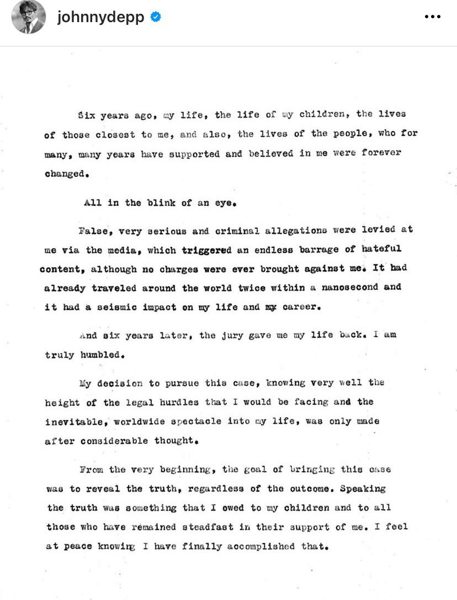 johnnydepp
Six years ago, my life, the life of my children, the lives
of those closest to me, and also, the lives of the people, who for
many, many years have supported and believed in me were forever
changed.
All in the blink of an eye.
False, very serious and criminal allegations were levied at
me via the media, which triggered an endless barrage of hateful
content, although no charges were ever brought against me. It had
already traveled around the world twice within a nanosecond and
it had a seismic impact on my life and my career.
And six years later, the jury gave me my life back. I am
truly humbled.
My decision to pursue this case, knowing very well the
height of the legal hurdles that I would be facing and the
inevitable, worldwide spectacle into my life, was only made
after considerable thought.
From the very beginning, the goal of bringing this case
was to reveal the truth, regardless of the outcome. Speaking
the truth was something that I owed to my children and to all
those who have remained steadfast in their support of me. I feel
at peace knowing I have finally accomplished that.